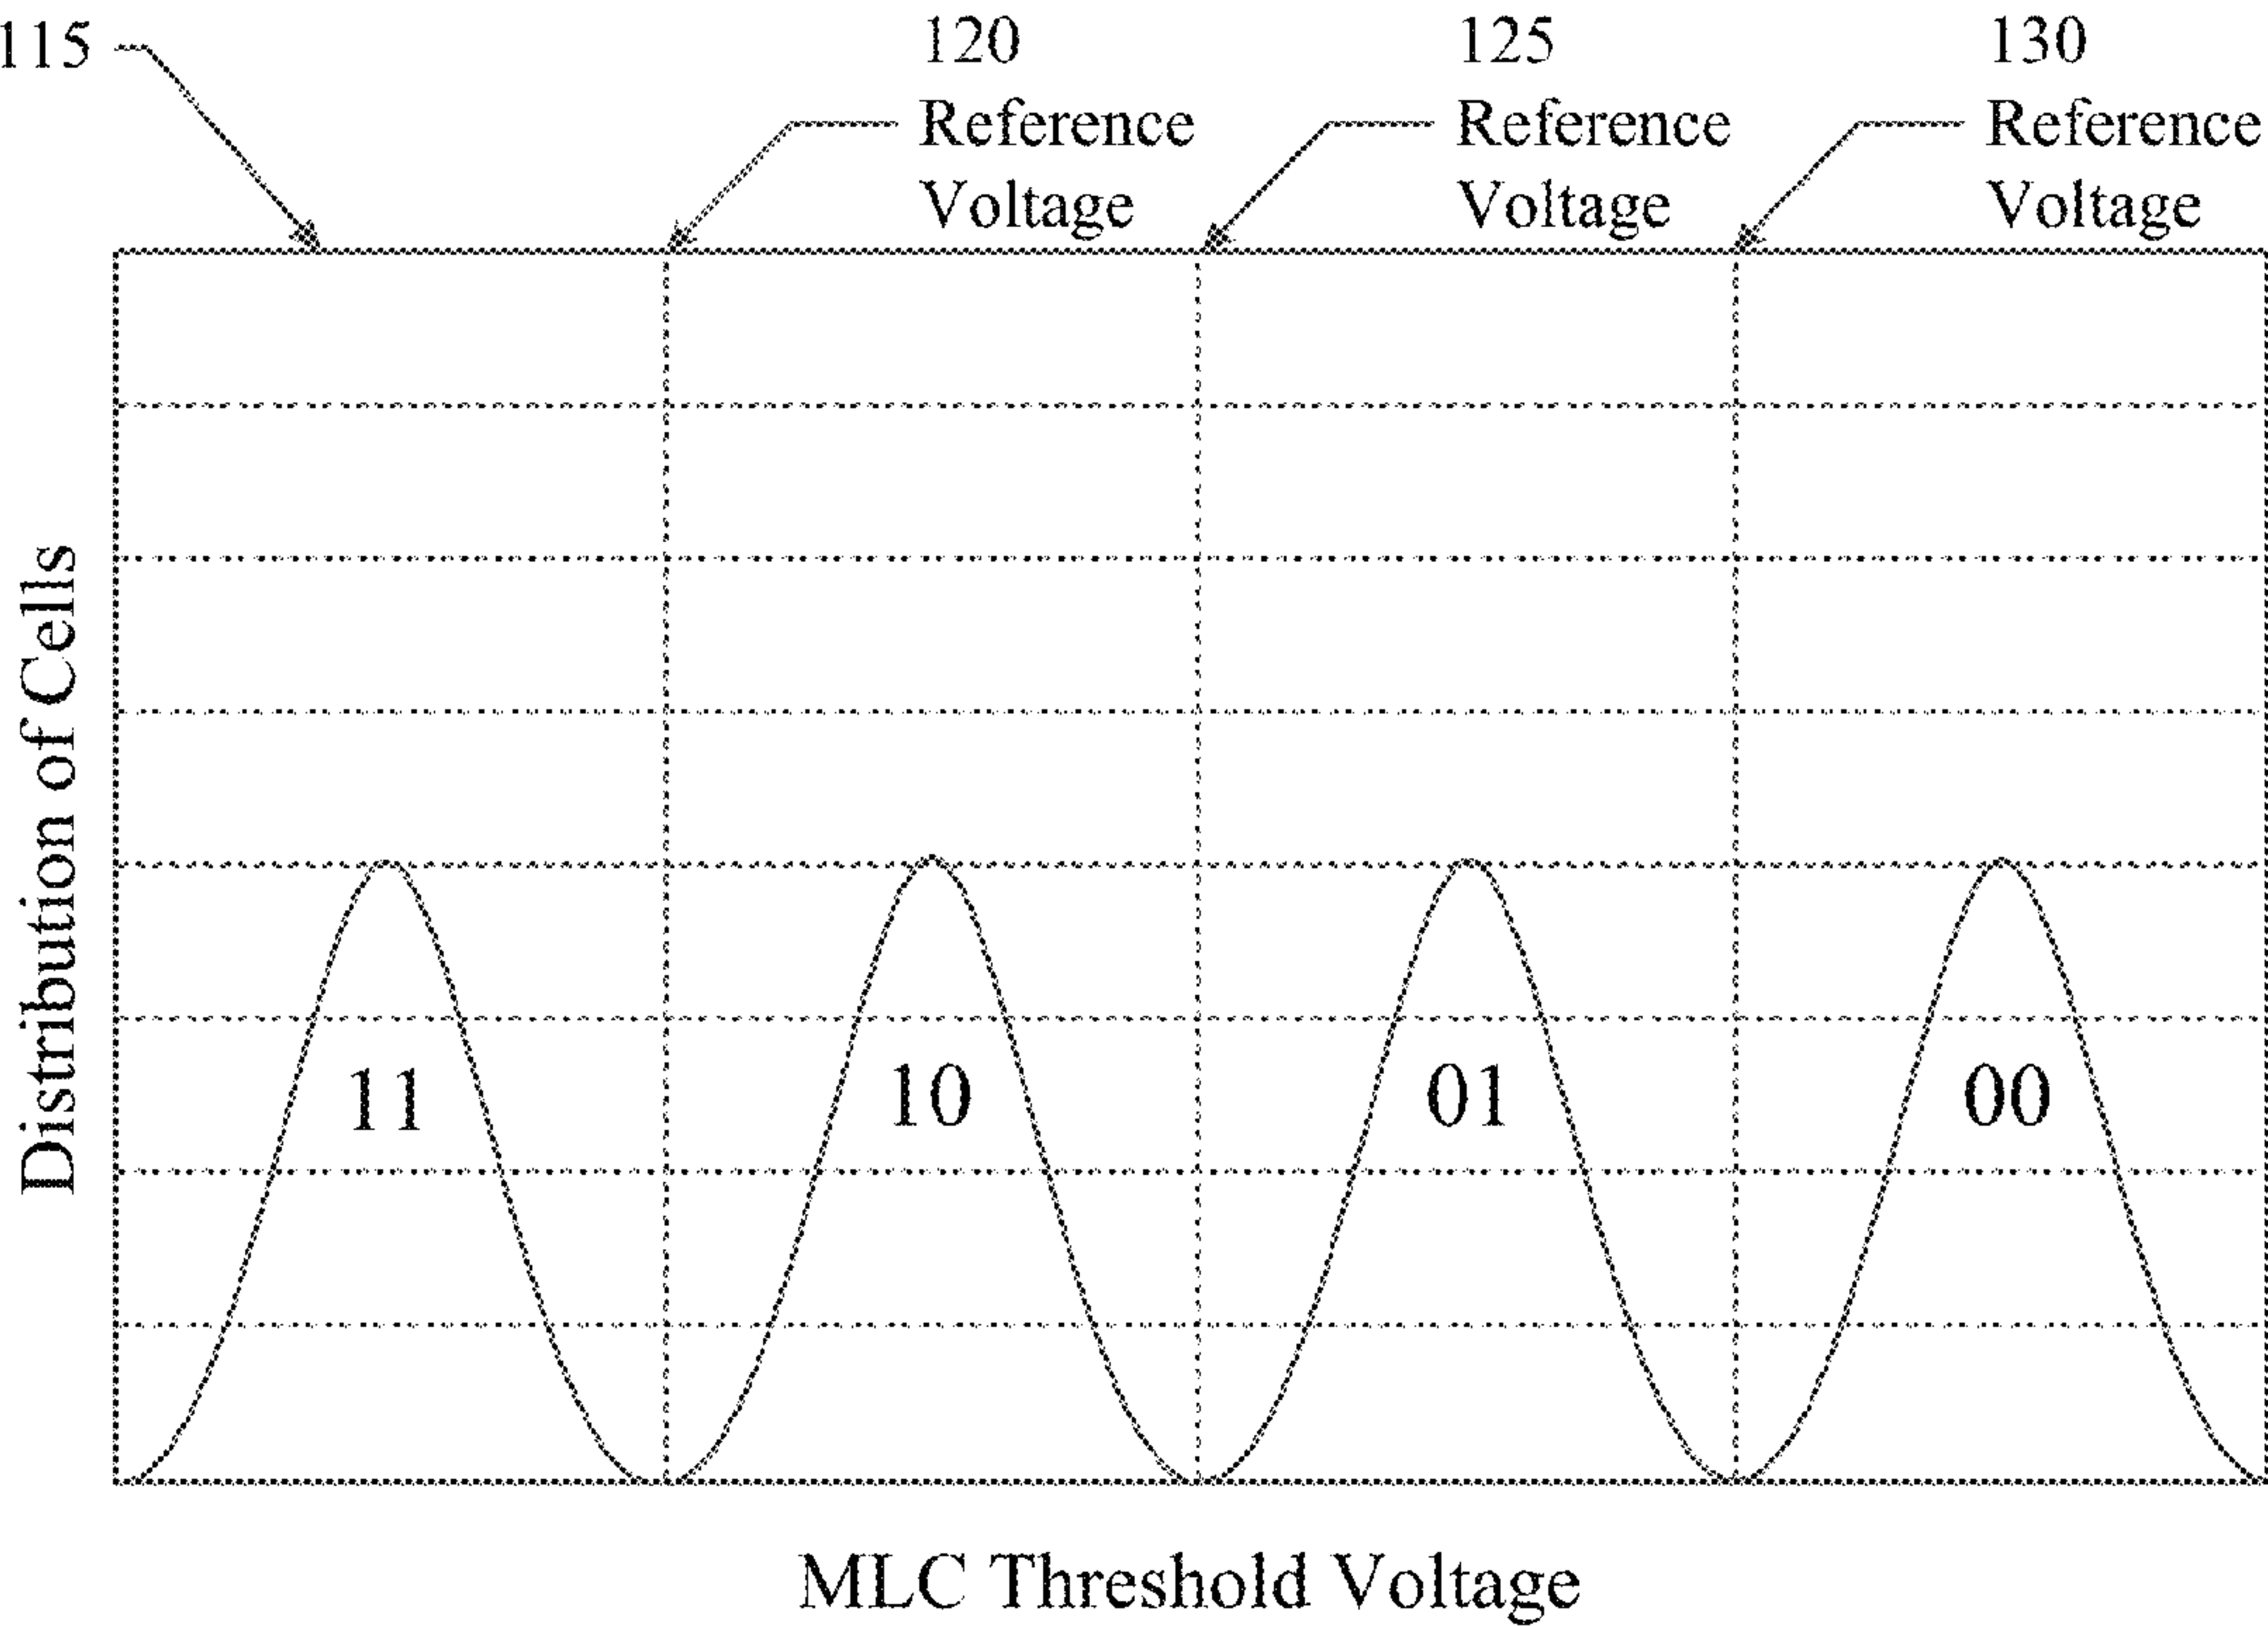 115
120
Reference
Voltage
125
Reference
Voltage
130
Reference
Voltage
Distribution of Cells
11
10
01
00
MLC Threshold Voltage